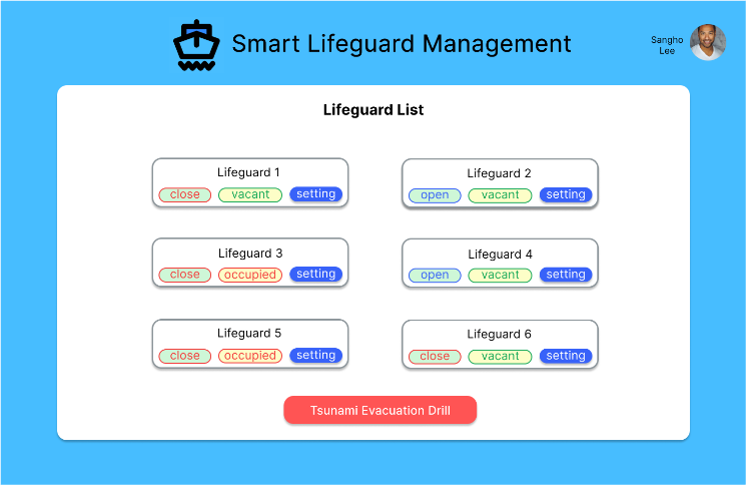 Smart Lifeguard Management
Sangho
Lee
Lifeguard List
Lifeguard 1
close vacant setting
Lifeguard 2
open vacant setting
Lifeguard 3
close occupied setting
Lifeguard 4
open vacant setting
Lifeguard 5
close occupied setting
Lifeguard 6
close vacant setting
Tsunami Evacuation Drill